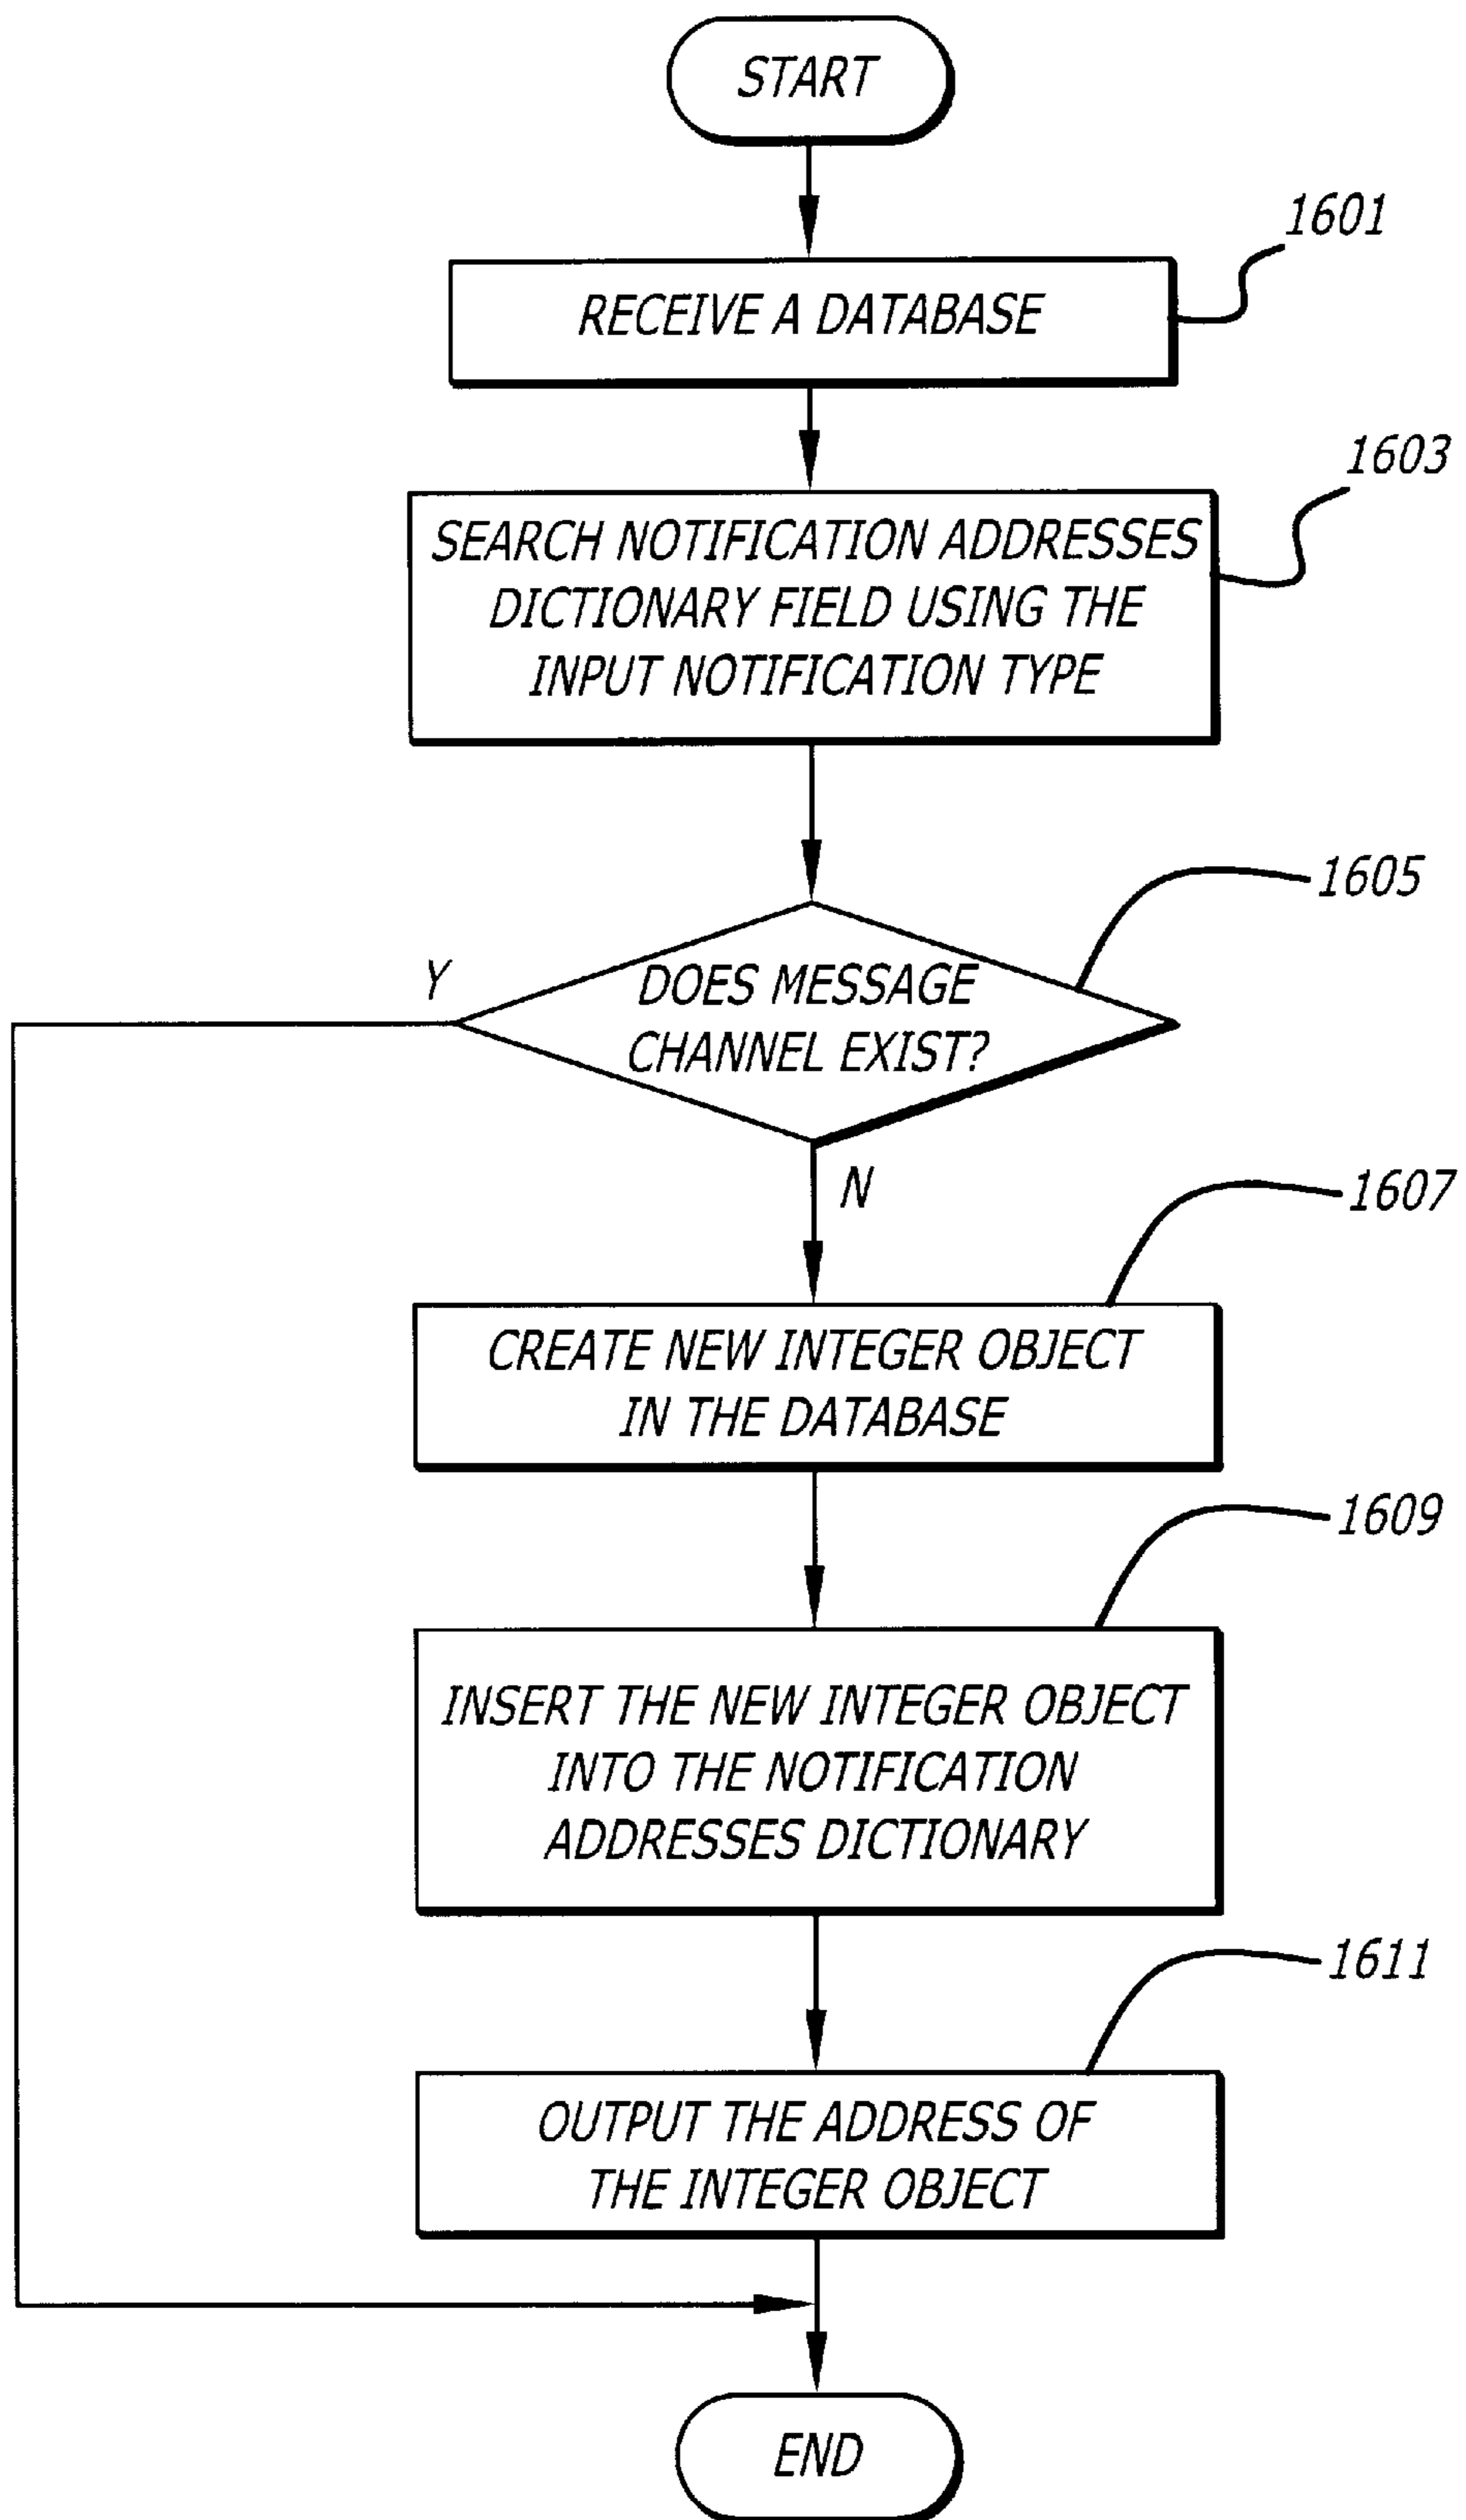 START
1601
RECEIVE A DATABASE
1603
SEARCH NOTIFICATION ADDRESSES
DICTIONARY FIELD USING THE
INPUT NOTIFICATION TYPE
1605
Y
DOES MESSAGE
CHANNEL EXIST?
N
1607
CREATE NEW INTEGER OBJECT
IN THE DATABASE
1609
INSERT THE NEW INTEGER OBJECT
INTO THE NOTIFICATION
ADDRESSES DICTIONARY
1611
OUTPUT THE ADDRESS OF
THE INTEGER OBJECT
END